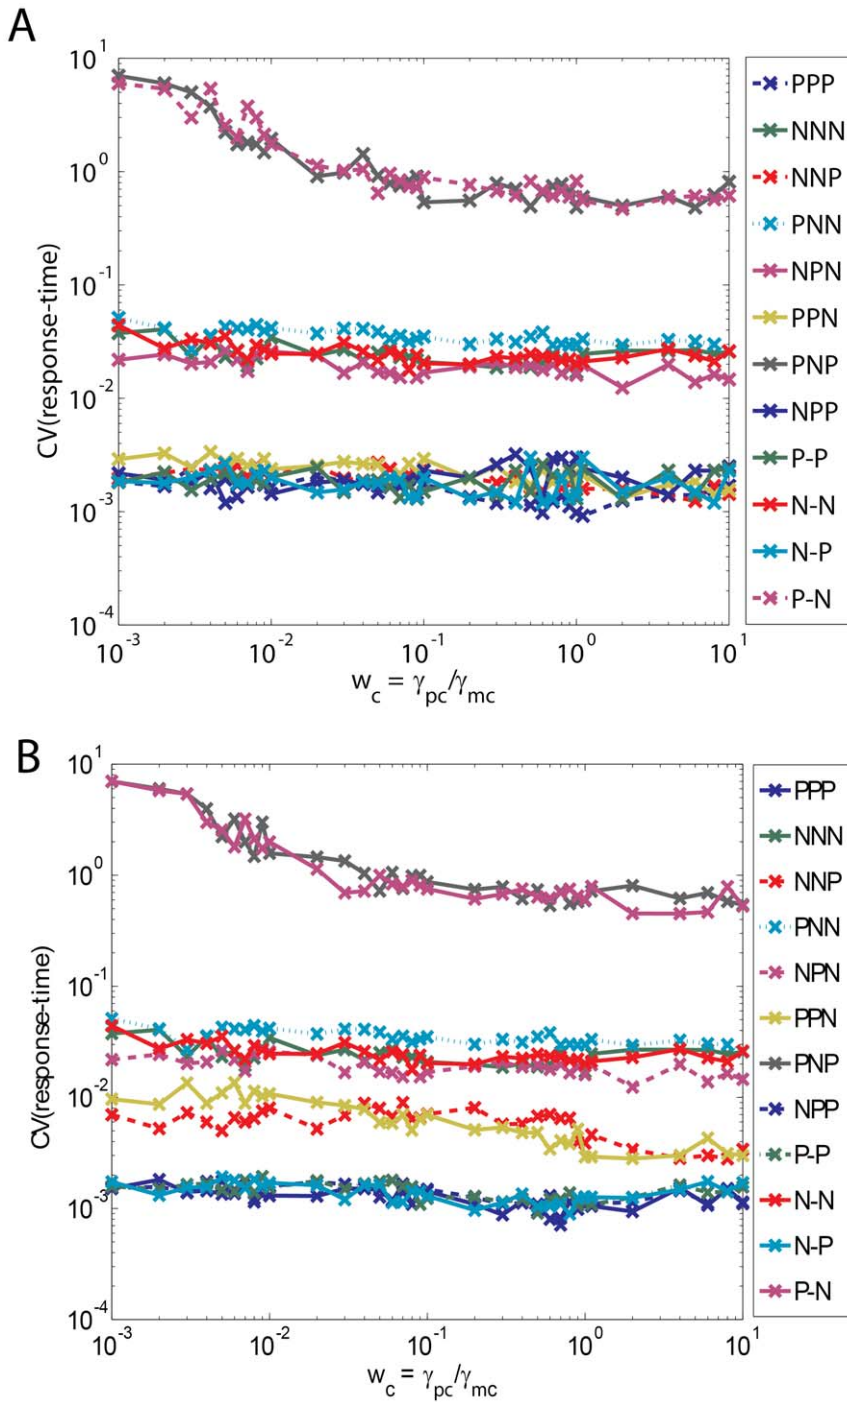 A
10^1
10^0
10^-1
10^-2
10^-3
10^-4
CV(response-time)
10^-3
10^-2
10^-1
10^0
10^1
w_c = γ_pc/γ_mc
PPP
NNN
NNP
PNN
NPN
PPN
PNP
NPP
P-P
N-N
N-P
P-N
B
10^1
10^0
10^-1
10^-2
10^-3
10^-4
CV(response-time)
10^-3
10^-2
10^-1
10^0
10^1
w_c = γ_pc/γ_mc
PPP
NNN
NNP
PNN
NPN
PPN
PNP
NPP
P-P
N-N
N-P
P-N